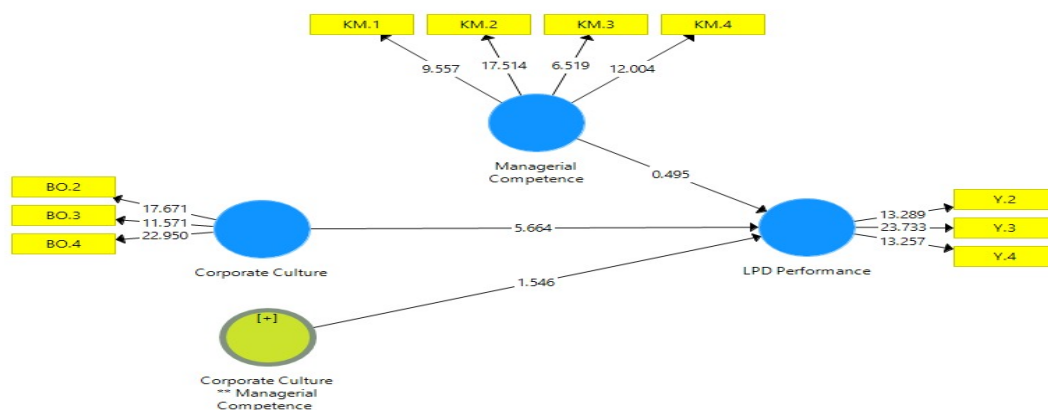 KM.1
KM.2
KM.3
KM.4
9.557
17.514
6.519
12.004
Managerial
Competence
0.495
BO.2
BO.3
BO.4
17.671
11.571
22.950
Corporate Culture
5.664
LPD Performance
13.289
23.733
13.257
Y.2
Y.3
Y.4
1.546
[+]
Corporate Culture
** Managerial
Competence